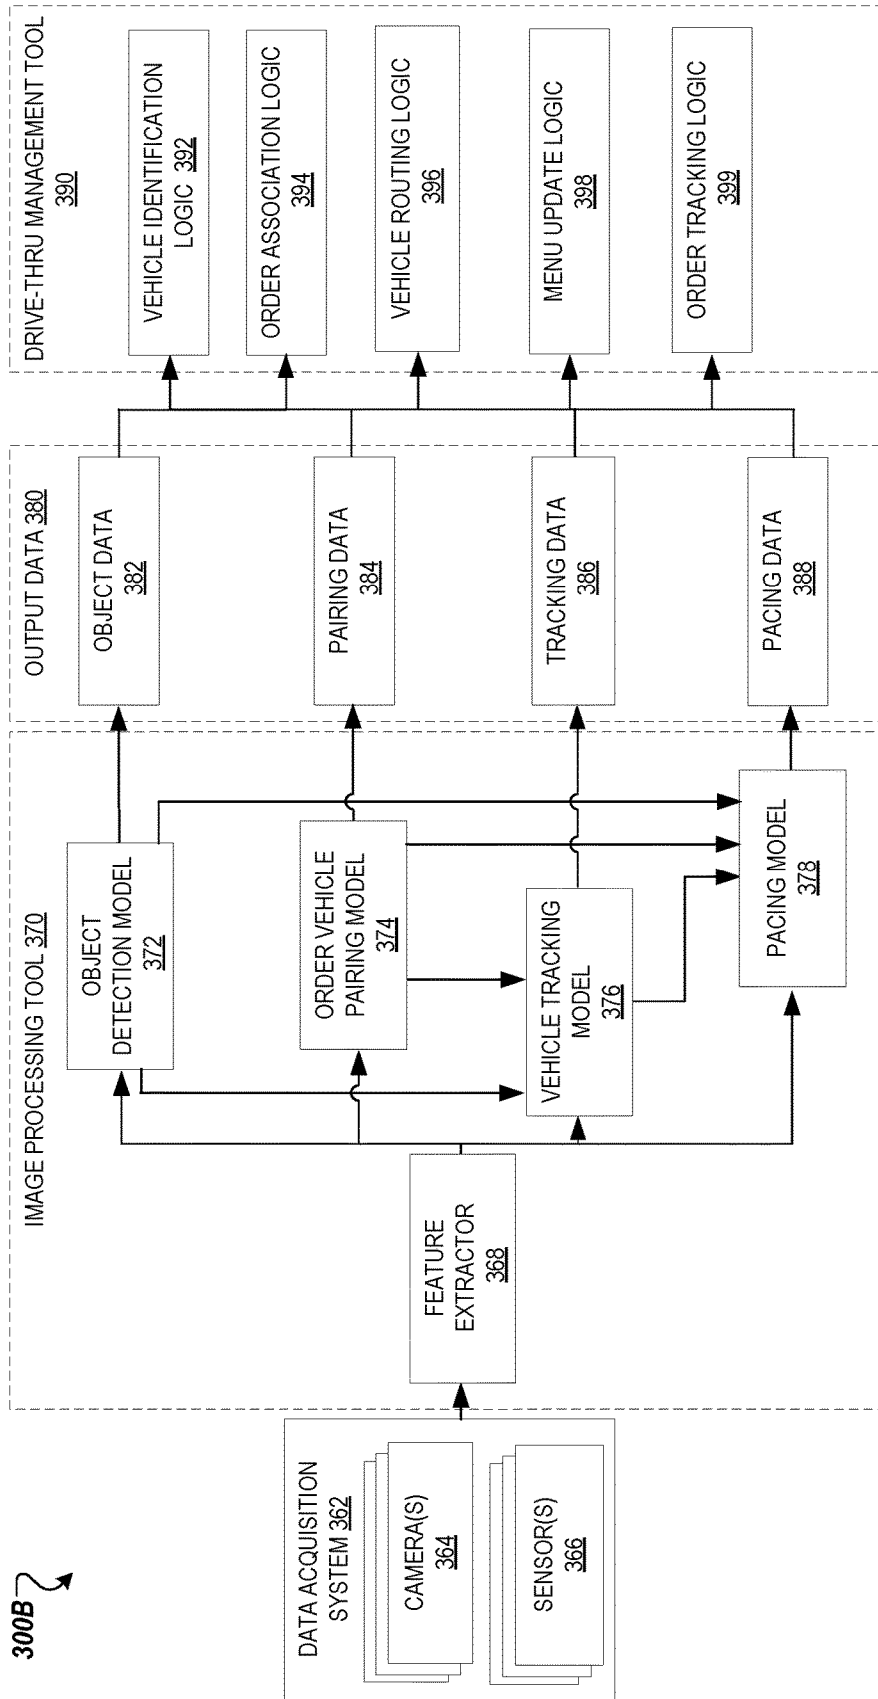 300B
DATA ACQUISITION
SYSTEM 362
CAMERA(S)
364
SENSOR(S)
366
IMAGE PROCESSING TOOL 370
FEATURE
EXTRACTOR
368
OBJECT
DETECTION MODEL
372
ORDER VEHICLE
PAIRING MODEL
374
VEHICLE TRACKING
MODEL
376
PACING MODEL
378
OUTPUT DATA 380
OBJECT DATA
382
PAIRING DATA
384
TRACKING DATA
386
PACING DATA
388
DRIVE-THRU MANAGEMENT TOOL
390
VEHICLE IDENTIFICATION
LOGIC 392
ORDER ASSOCIATION LOGIC
394
VEHICLE ROUTING LOGIC
396
MENU UPDATE LOGIC
398
ORDER TRACKING LOGIC
399